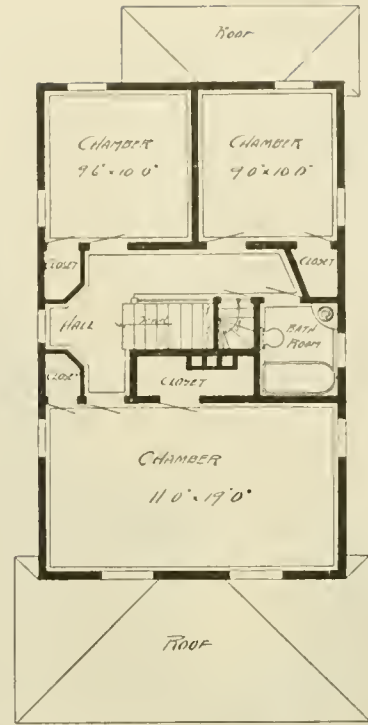 ROOF
CHAMBER
9'6" × 10'0"
CHAMBER
9'0" × 10'0"
CLOSET
CLOSET
HALL
BATH
ROOM
CLOSET
CLOSET
CHAMBER
11'0" × 19'0"
ROOF